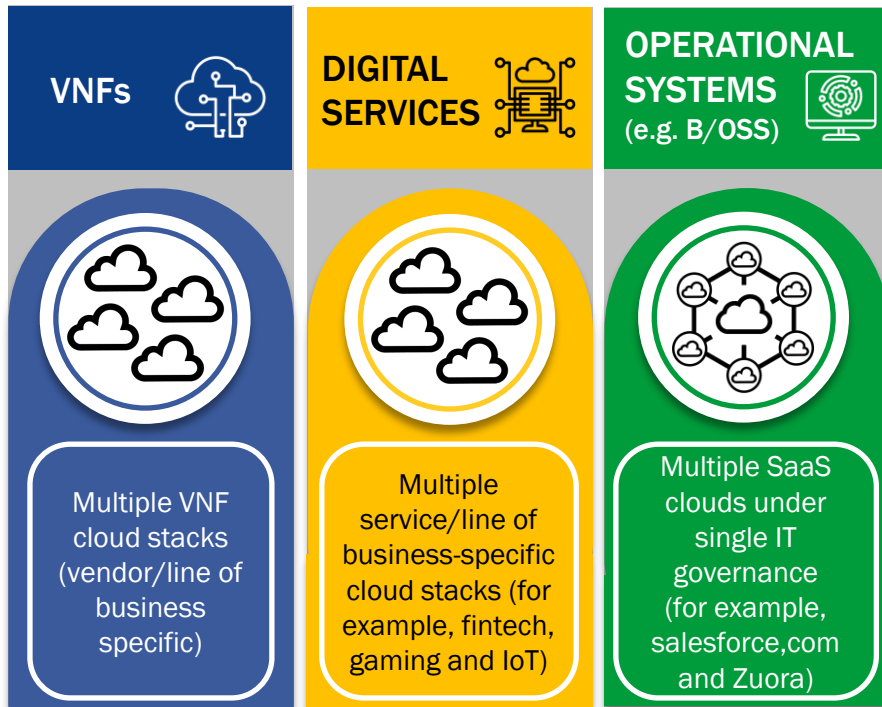 VNFs
DIGITAL
SERVICES
OPERATIONAL
SYSTEMS
(e.g. B/OSS)
Multiple VNF
cloud stacks
(vendor/line of
business
specific)
Multiple
service/line of
business-specific
cloud stacks (for
example, fintech,
gaming and IoT)
Multiple SaaS
clouds under
single IT
governance
(for example,
salesforce,com
and Zuora)